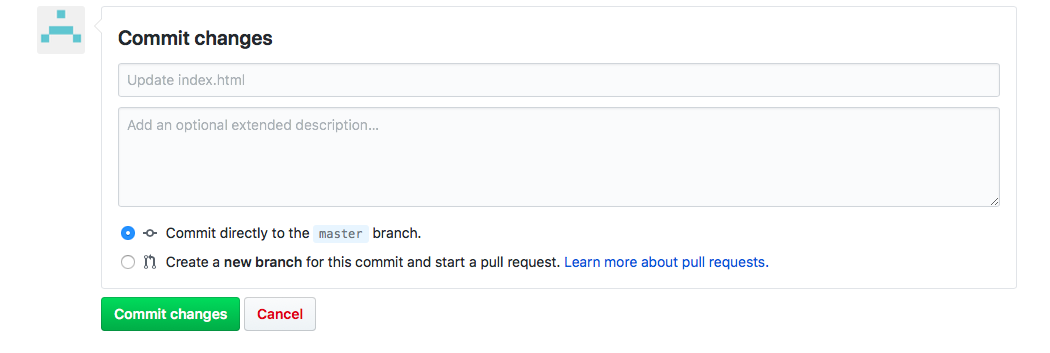 Commit changes
Update index.html
Add an optional extended description...
Commit directly to the master branch.
Create a new branch for this commit and start a pull request. Learn more about pull requests.
Commit changes Cancel